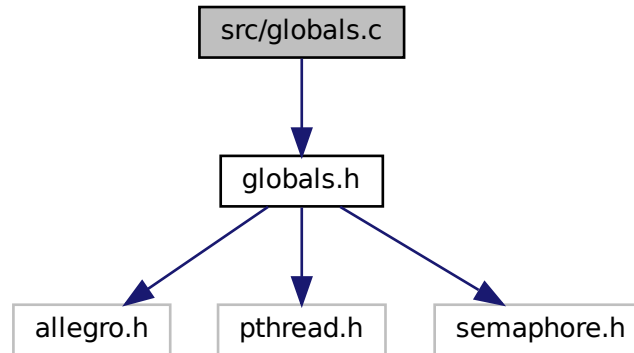 src/globals.c
globals.h
allegro.h
pthread.h
semaphore.h